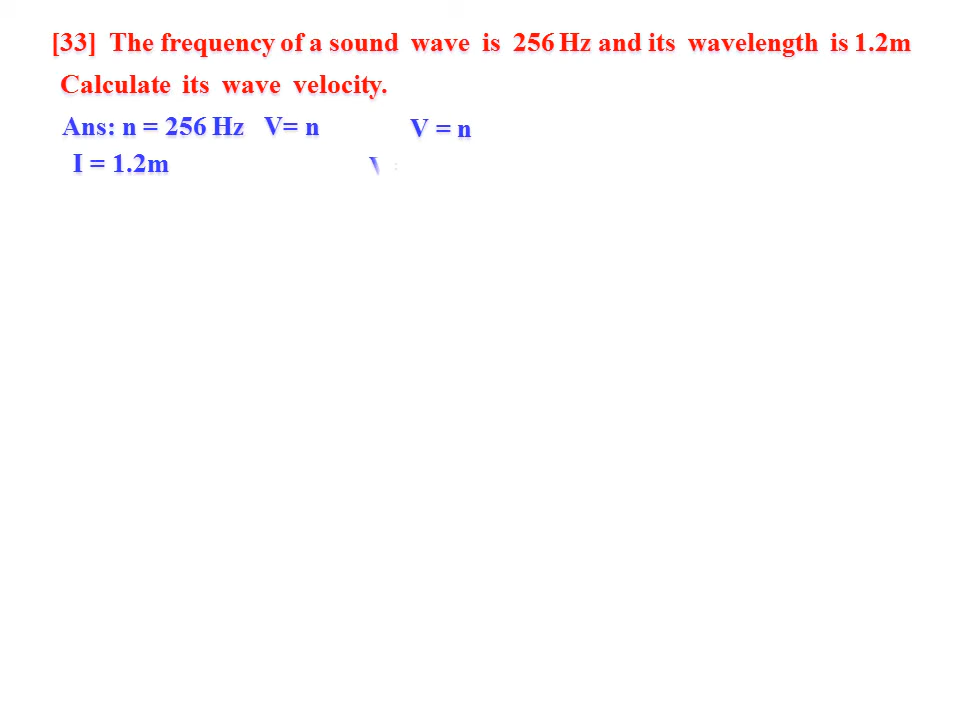 [33] The frequency of a sound wave is 256 Hz and its wavelength is 1.2m
Calculate its wave velocity.
Ans: n = 256 Hz V= n V = n
I = 1.2m